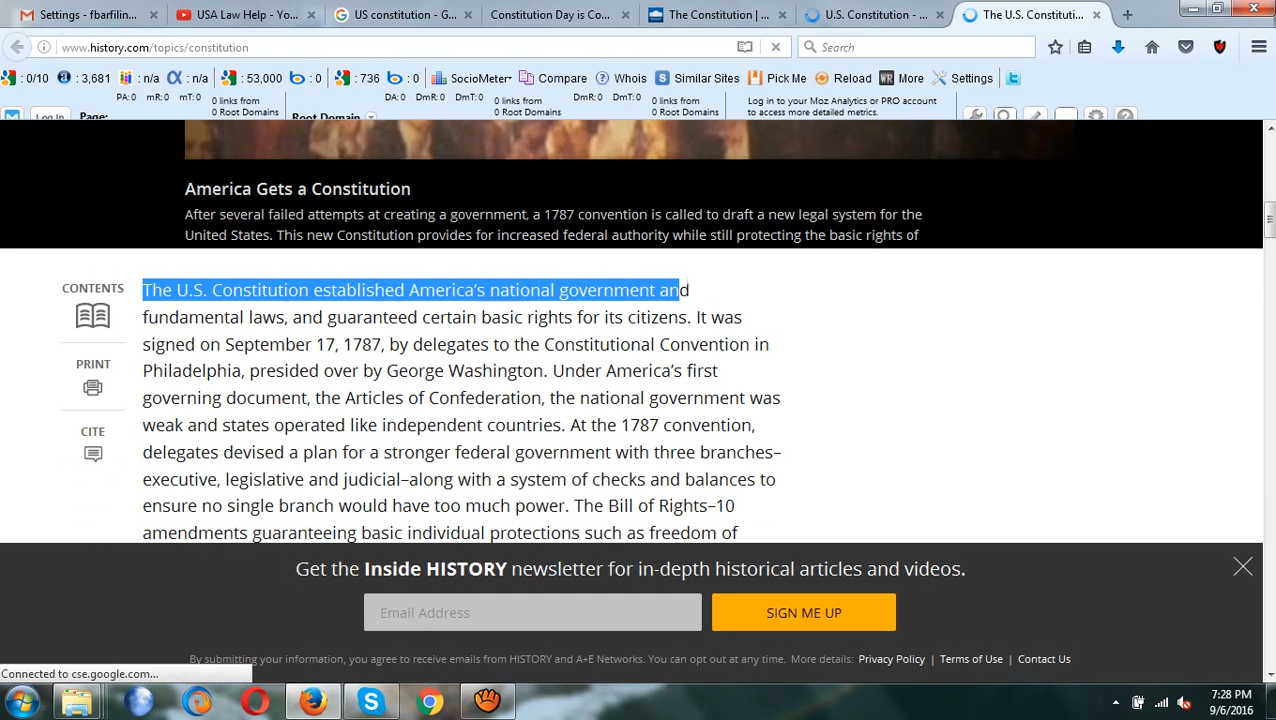 Settings - fbarfilin...
USA Law Help - Yo...
US constitution - G...
Constitution Day is Co...
The Constitution | ...
U.S. Constitution - ...
The U.S. Constituti...
www.history.com/topics/constitution
Search
: 0/10 : 3,681 : n/a : n/a : 53,000 : 0 : 736 : 0 SocioMeter Compare Whois Similar Sites Pick Me Reload More Settings
PA: 0 mR: 0 mT: 0 0 links from 0 Root Domains DA: 0 DmR: 0 DmT: 0 0 links from 0 Root Domains Log in to your Moz Analytics or PRO account to access more detailed metrics.
Log In Page: Root Domain
America Gets a Constitution
After several failed attempts at creating a government, a 1787 convention is called to draft a new legal system for the
United States. This new Constitution provides for increased federal authority while still protecting the basic rights of
CONTENTS
PRINT
CITE
The U.S. Constitution established America's national government and
fundamental laws, and guaranteed certain basic rights for its citizens. It was
signed on September 17, 1787, by delegates to the Constitutional Convention in
Philadelphia, presided over by George Washington. Under America's first
governing document, the Articles of Confederation, the national government was
weak and states operated like independent countries. At the 1787 convention,
delegates devised a plan for a stronger federal government with three branches–
executive, legislative and judicial–along with a system of checks and balances to
ensure no single branch would have too much power. The Bill of Rights–10
amendments guaranteeing basic individual protections such as freedom of
Get the Inside HISTORY newsletter for in-depth historical articles and videos.
Email Address
SIGN ME UP
By submitting your information, you agree to receive emails from HISTORY and A+E Networks. You can opt out at any time. More details: Privacy Policy | Terms of Use | Contact Us
Connected to cse.google.com...
7:28 PM
9/6/2016